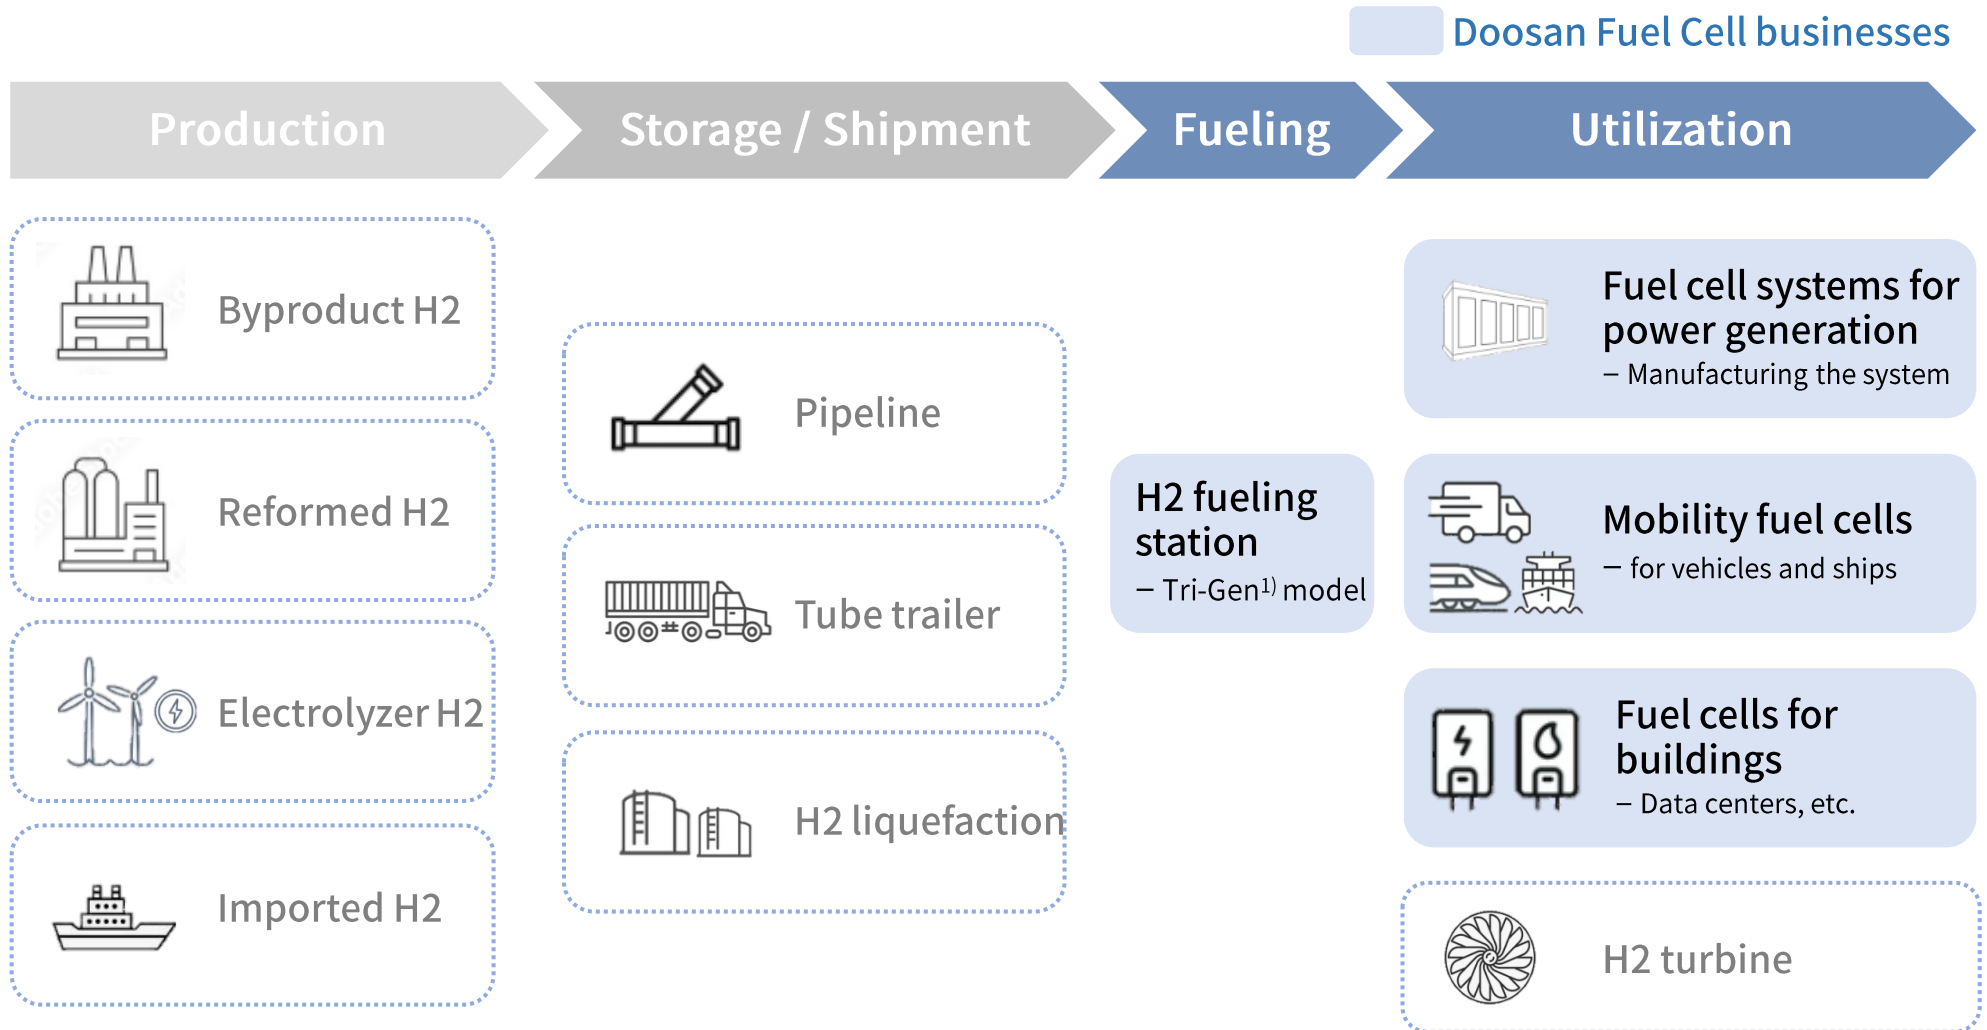 Doosan Fuel Cell businesses
Production
Storage / Shipment
Fueling
Utilization
Byproduct H2
Reformed H2
Electrolyzer H2
Imported H2
Pipeline
Tube trailer
H2 liquefaction
H2 fueling
station
– Tri-Gen1) model
Fuel cell systems for
power generation
– Manufacturing the system
Mobility fuel cells
– for vehicles and ships
Fuel cells for
buildings
– Data centers, etc.
H2 turbine